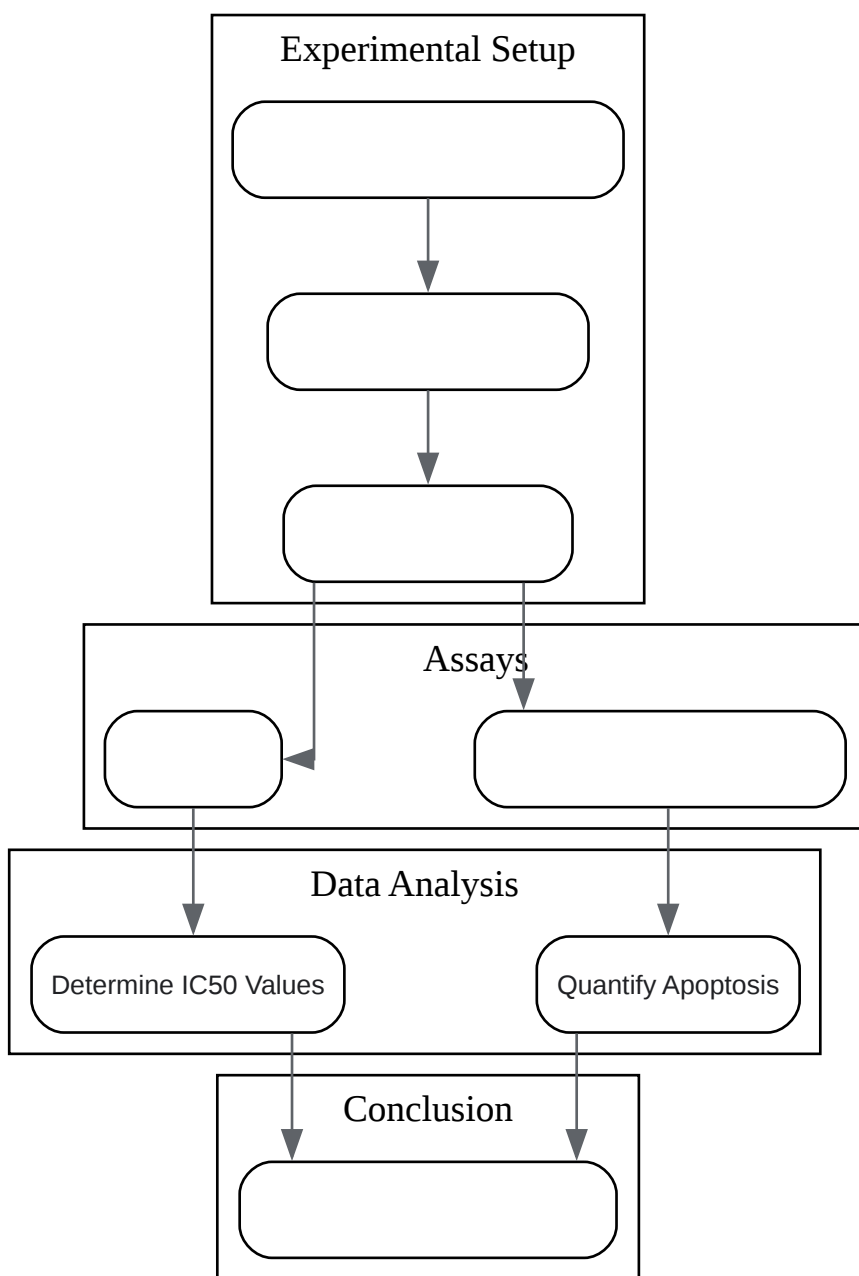 Experimental Setup
Assays
Data Analysis
Determine IC50 Values
Quantify Apoptosis
Conclusion